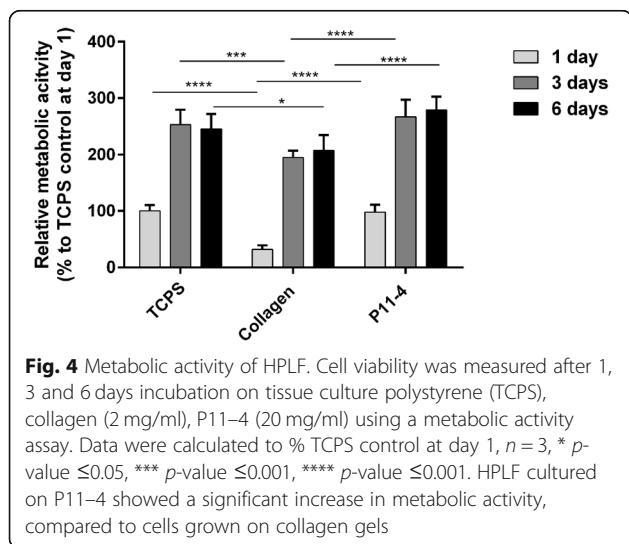 Relative metabolic acitvity
(% to TCPS control at day 1)
400
300
200
100
0
****
***
****
****
****
*
1 day
3 days
6 days
TCPS
Collagen
P11-4
Fig. 4 Metabolic activity of HPLF. Cell viability was measured after 1,
3 and 6 days incubation on tissue culture polystyrene (TCPS),
collagen (2 mg/ml), P11–4 (20 mg/ml) using a metabolic activity
assay. Data were calculated to % TCPS control at day 1, n = 3, * p-
value ≤0.05, *** p-value ≤0.001, **** p-value ≤0.001. HPLF cultured
on P11–4 showed a significant increase in metabolic activity,
compared to cells grown on collagen gels